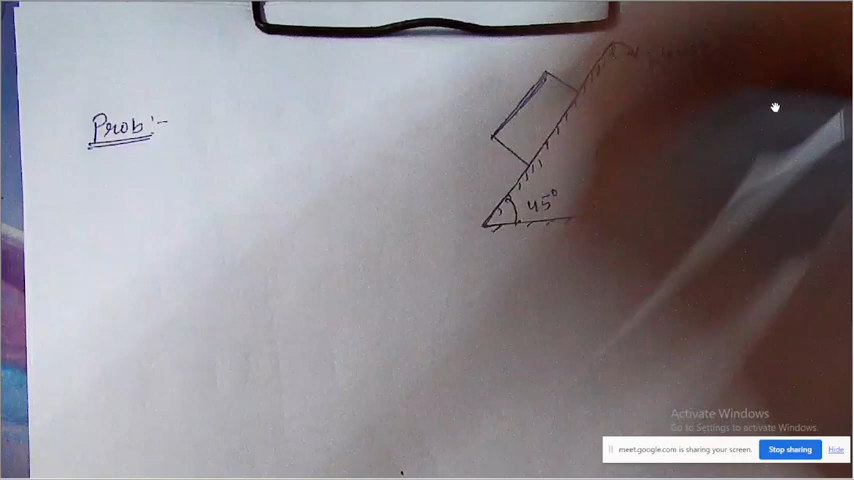 Prob:-
45°
Activate Windows
Go to Settings to activate Windows.
meet.google.com is sharing your screen. Stop sharing Hide